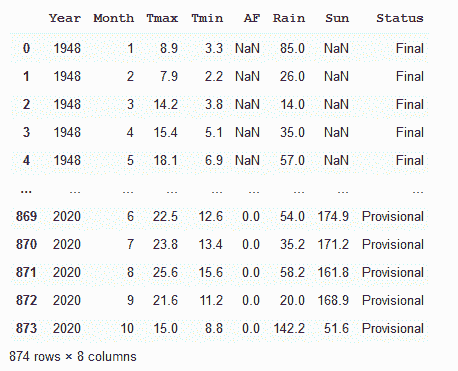 Year Month Tmax Tmin AF Rain Sun Status
0 1948 1 8.9 3.3 NaN 85.0 NaN Final
1 1948 2 7.9 2.2 NaN 26.0 NaN Final
2 1948 3 14.2 3.8 NaN 14.0 NaN Final
3 1948 4 15.4 5.1 NaN 35.0 NaN Final
4 1948 5 18.1 6.9 NaN 57.0 NaN Final
... ... ... ... ... ... ... ... ...
869 2020 6 22.5 12.6 0.0 54.0 174.9 Provisional
870 2020 7 23.8 13.4 0.0 35.2 171.2 Provisional
871 2020 8 25.6 15.6 0.0 58.2 161.8 Provisional
872 2020 9 21.6 11.2 0.0 20.0 168.9 Provisional
873 2020 10 15.0 8.8 0.0 142.2 51.6 Provisional
874 rows × 8 columns